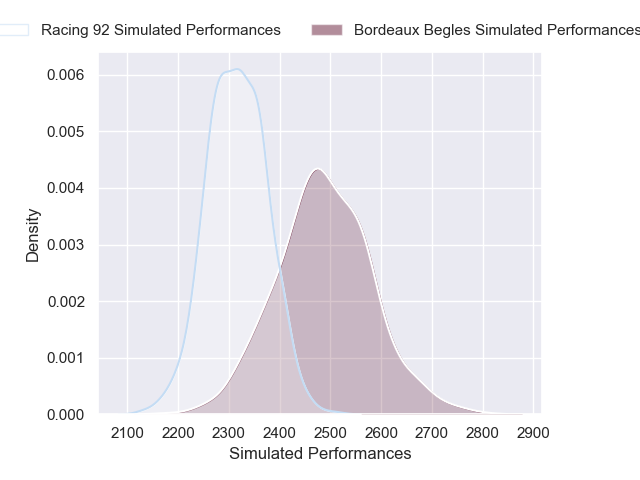 Racing 92 Simulated Performances
Bordeaux Begles Simulated Performances
0.006
0.005
0.004
0.003
0.002
0.001
0.000
Density
2100 2200 2300 2400 2500 2600 2700 2800 2900
Simulated Performances